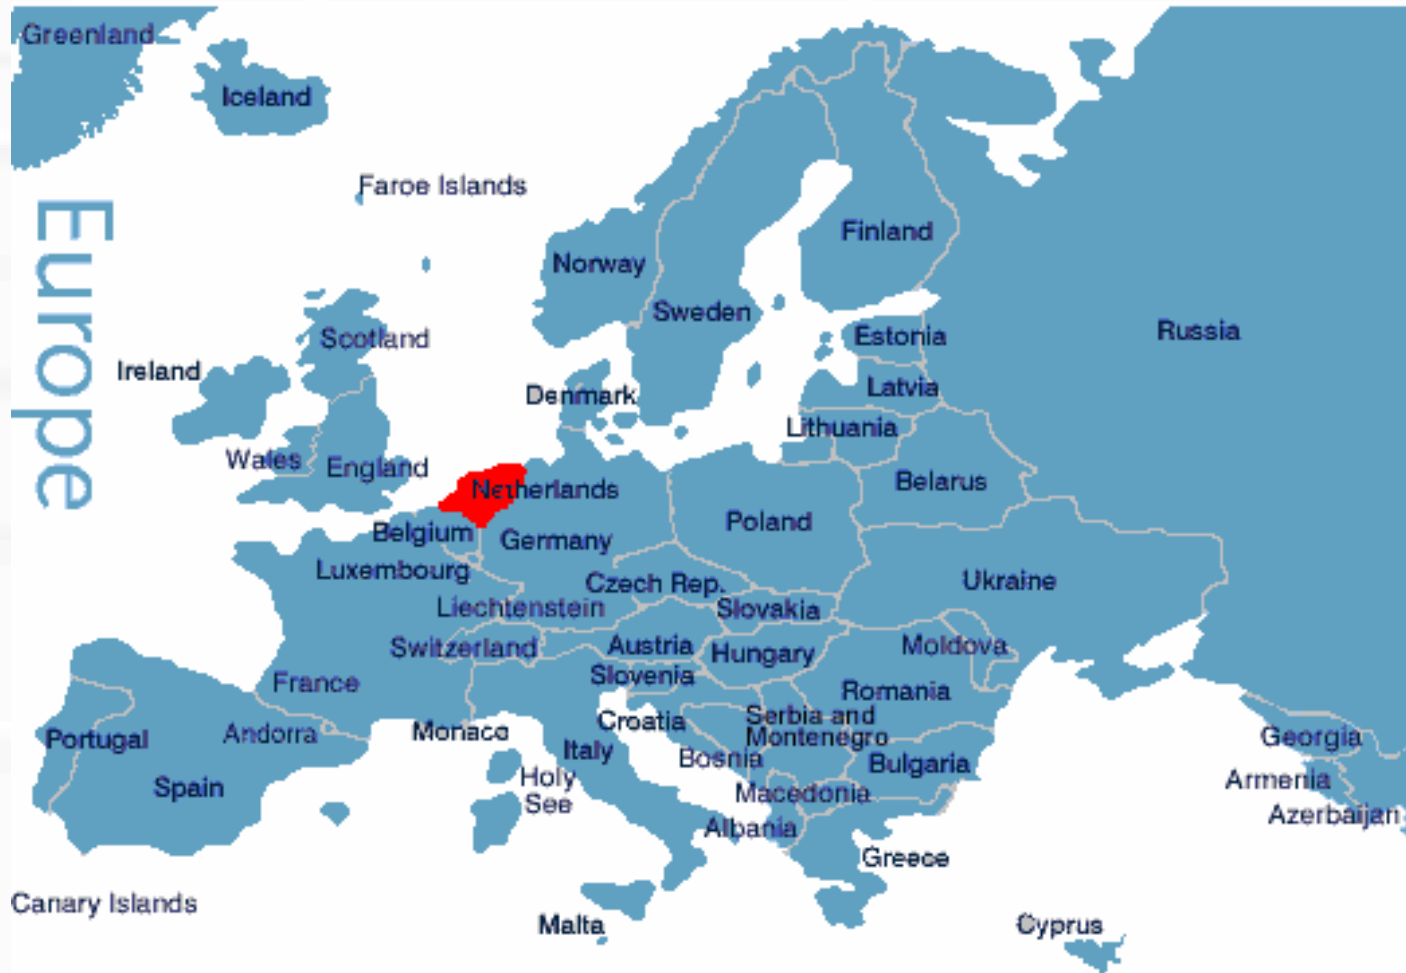 Greenland
Iceland
Faroe Islands
Europe
Finland
Norway
Sweden
Russia
Scotland
Estonia
Ireland
Latvia
Denmark
Lithuania
Wales
England
Belarus
Netherlands
Poland
Belgium
Germany
Luxembourg
Czech Rep.
Ukraine
Liechtenstein
Slovakia
Switzerland
Austria
Moldova
Hungary
Slovenia
France
Romania
Croatia
Serbia and
Montenegro
Andorra
Monaco
Portugal
Georgia
Italy
Bosnia
Bulgaria
Holy
See
Armenia
Spain
Macedonia
Azerbaijan
Albania
Greece
Canary Islands
Malta
Cyprus